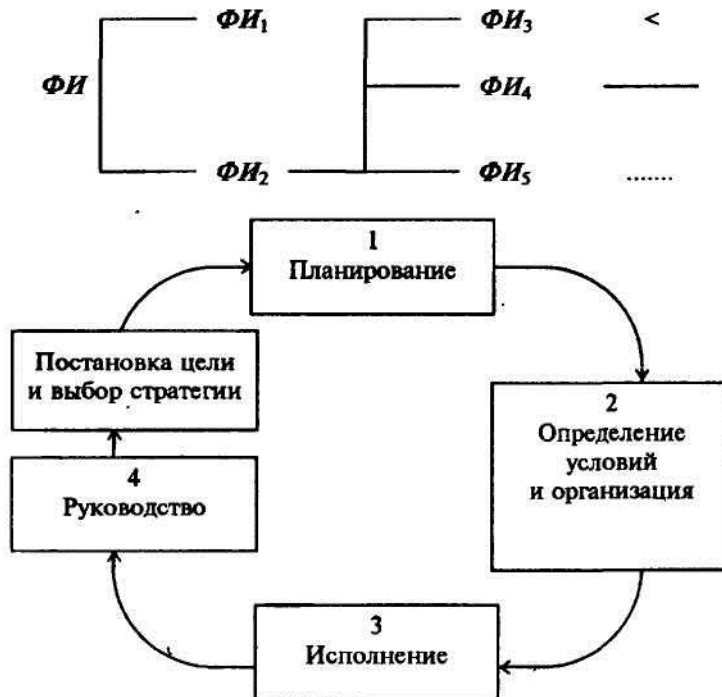 ФИ₁ ФИ₃ <
ФИ ФИ₄
ФИ₂ ФИ₅ .......
1
Планирование
Постановка цели
и выбор стратегии
2
Определение
условий
и организация
4
Руководство
3
Исполнение